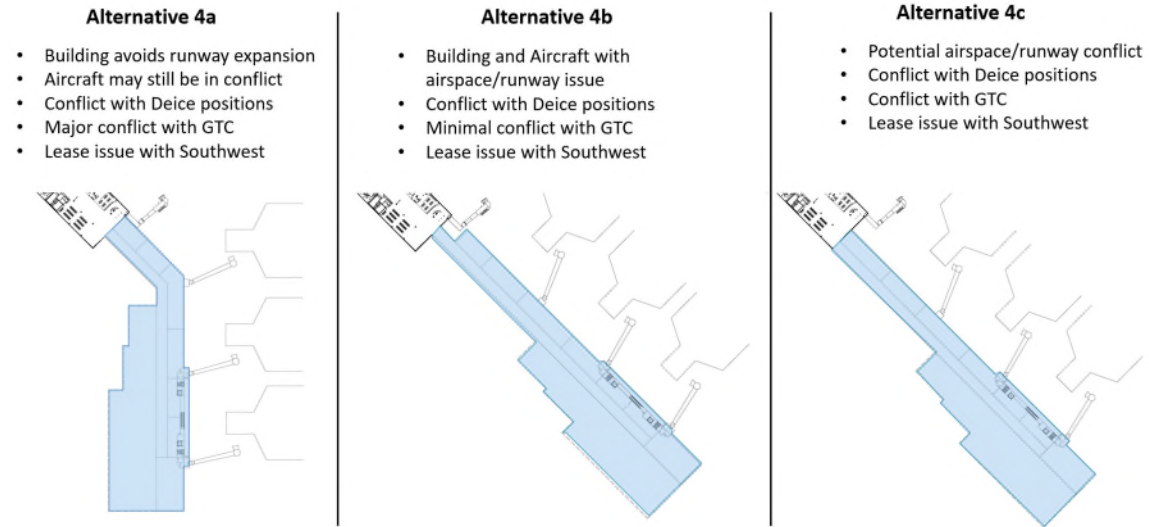 Alternative 4a
• Building avoids runway expansion
• Aircraft may still be in conflict
• Conflict with Deice positions
• Major conflict with GTC
• Lease issue with Southwest
Alternative 4b
• Building and Aircraft with
airspace/runway issue
• Conflict with Deice positions
• Minimal conflict with GTC
• Lease issue with Southwest
Alternative 4c
• Potential airspace/runway conflict
• Conflict with Deice positions
• Conflict with GTC
• Lease issue with Southwest